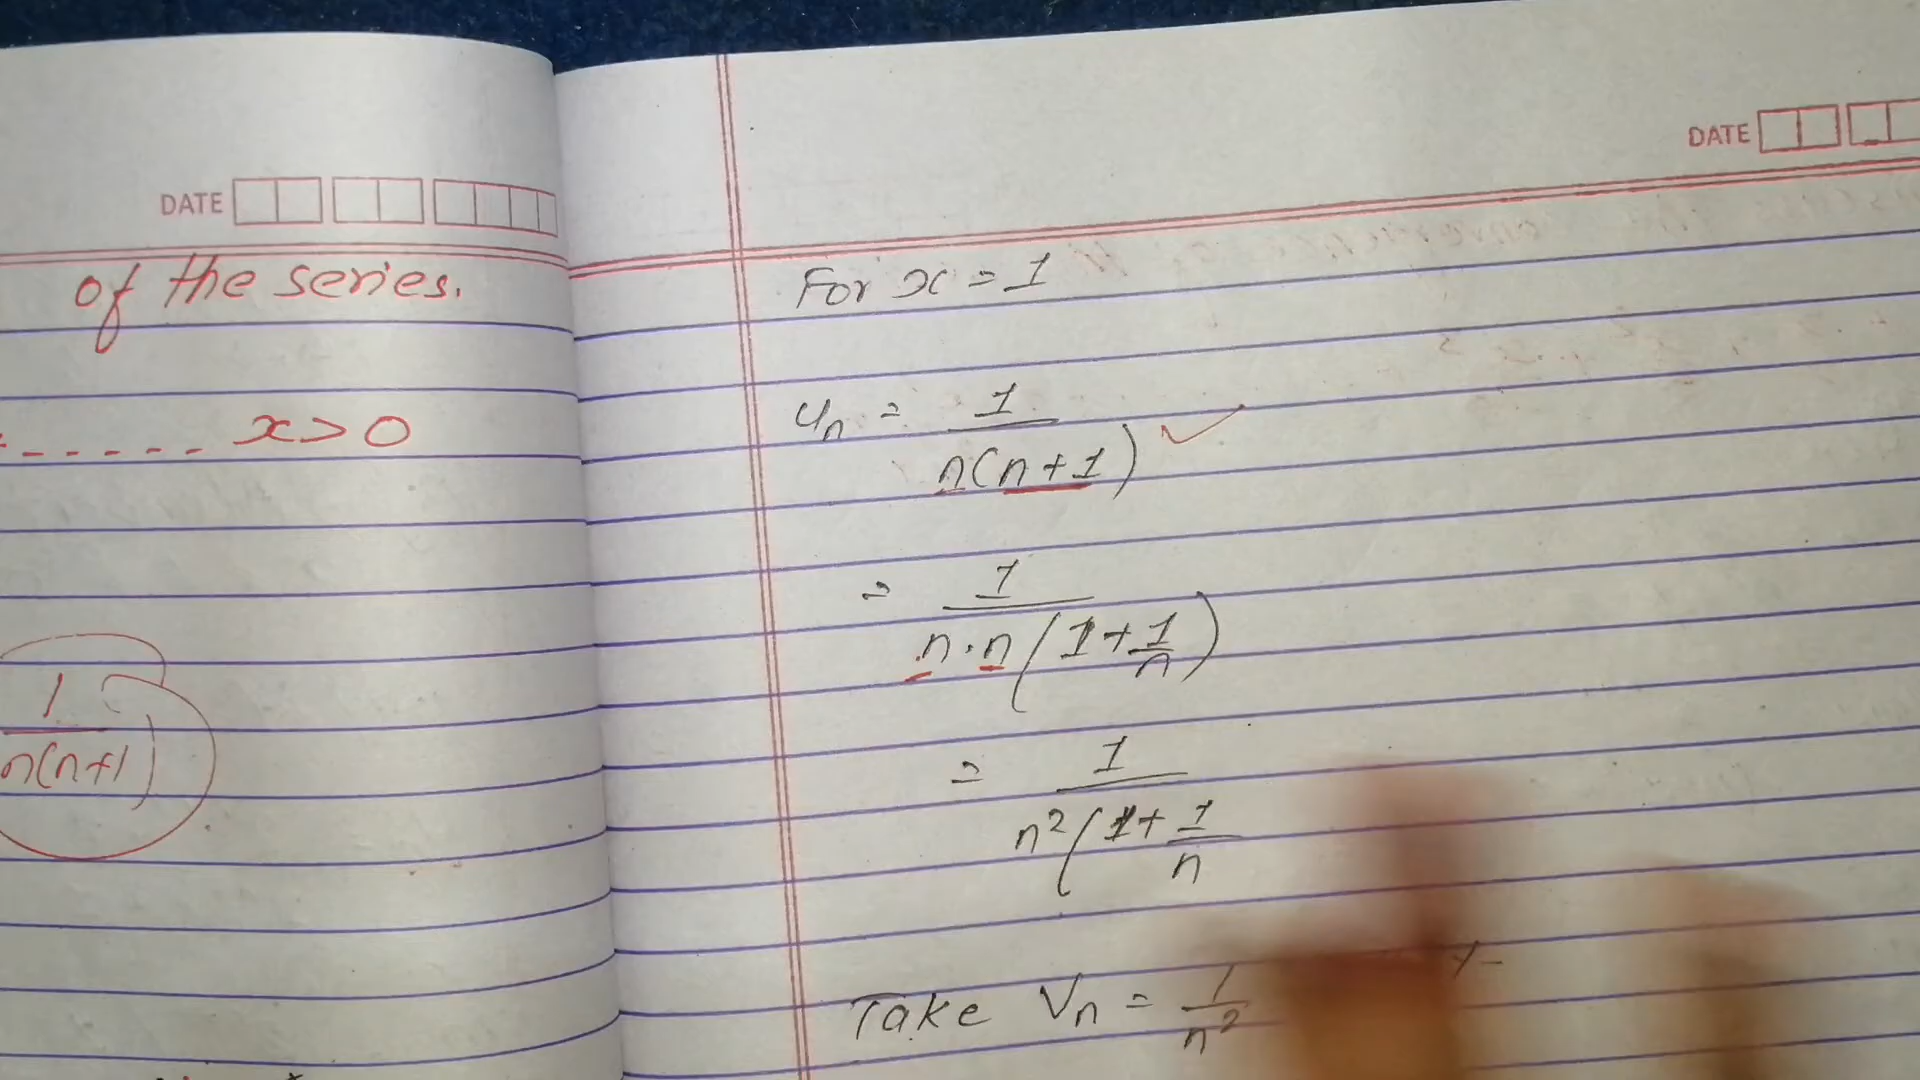 DATE
of the series.
- - - - - - x > 0
1
n(n+1)
DATE
For x = 1
un = 1
n(n+1) ✓
= 1
n.n(1+1/n)
= 1
n²(1+1/n
Take Vn = 1/n²